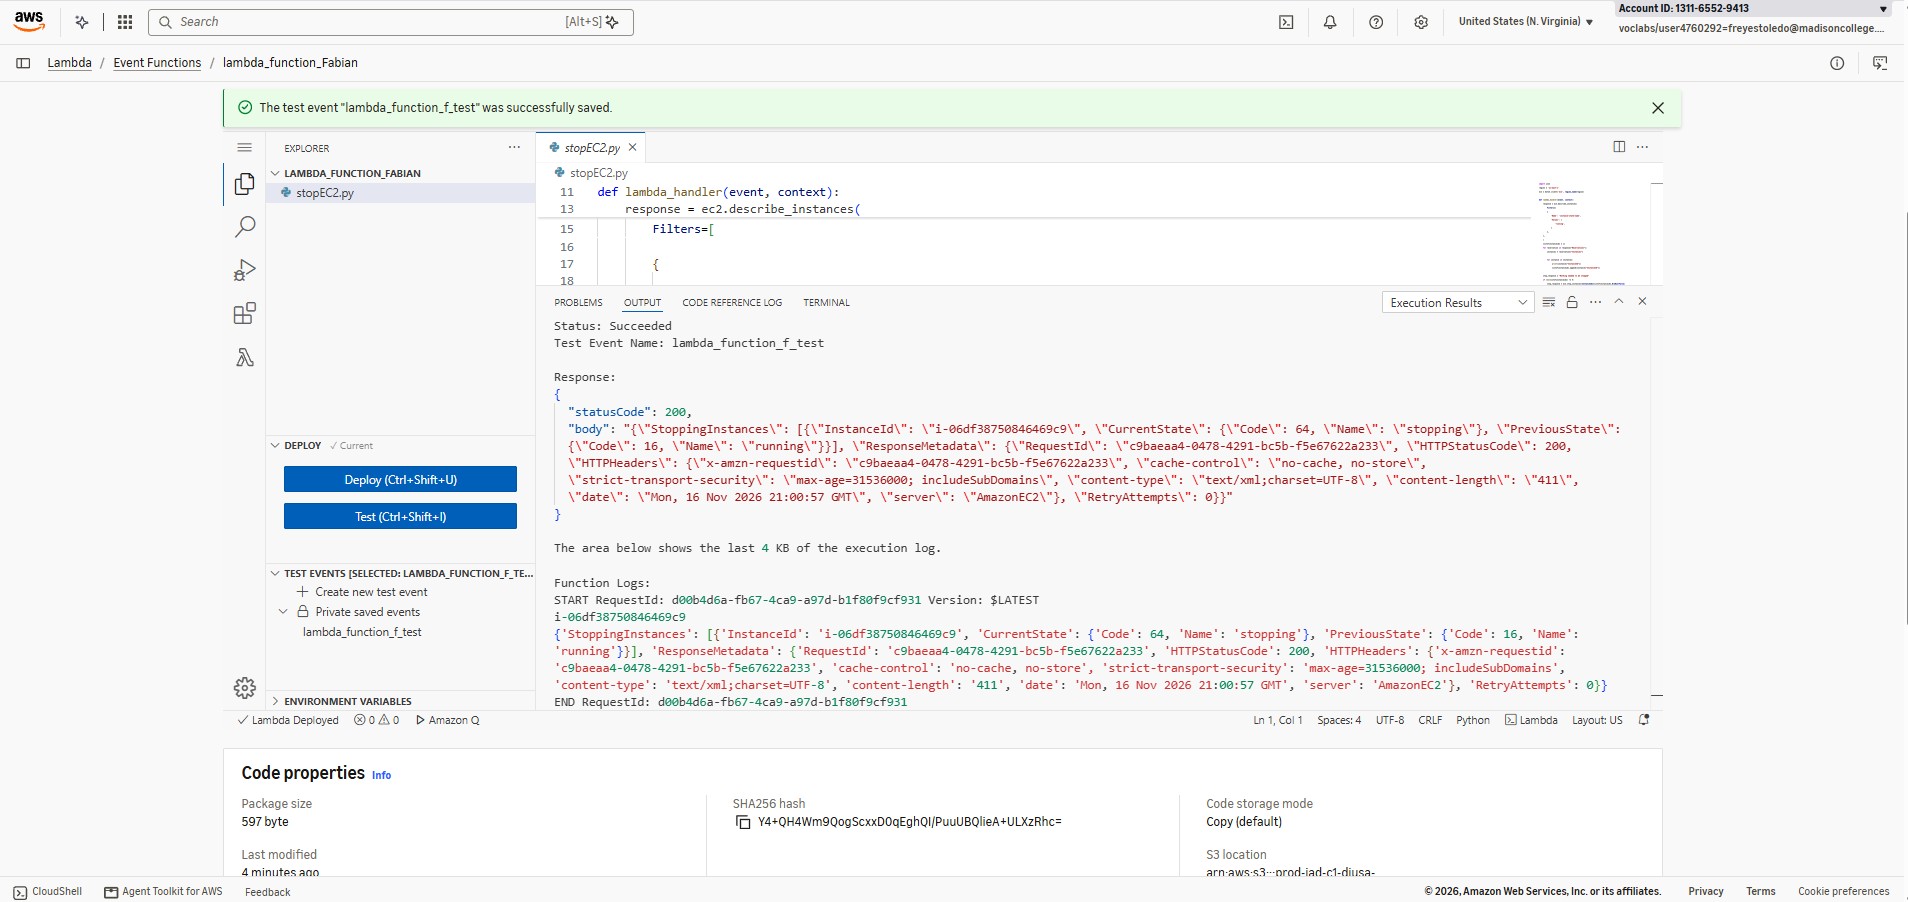 aws
Search
[Alt+S]
United States (N. Virginia)
Account ID: 1311-6552-9413
voclabs/user4760292=freyestoledo@madisoncollege....
Lambda / Event Functions / lambda_function_Fabian
The test event "lambda_function_f_test" was successfully saved.
EXPLORER
LAMBDA_FUNCTION_FABIAN
stopEC2.py
DEPLOY Current
Deploy (Ctrl+Shift+U)
Test (Ctrl+Shift+I)
TEST EVENTS [SELECTED: LAMBDA_FUNCTION_F_TE...
Create new test event
Private saved events
lambda_function_f_test
ENVIRONMENT VARIABLES
stopEC2.py
stopEC2.py
11 def lambda_handler(event, context):
13 response = ec2.describe_instances(
15 Filters=[
16
17 {
18
PROBLEMS OUTPUT CODE REFERENCE LOG TERMINAL
Execution Results
Status: Succeeded
Test Event Name: lambda_function_f_test
Response:
{
"statusCode": 200,
"body": "{\"StoppingInstances\": [{\"InstanceId\": \"i-06df38750846469c9\", \"CurrentState\": {\"Code\": 64, \"Name\": \"stopping\"}, \"PreviousState\":
{\"Code\": 16, \"Name\": \"running\"}}], \"ResponseMetadata\": {\"RequestId\": \"c9baeaa4-0478-4291-bc5b-f5e67622a233\", \"HTTPStatusCode\": 200,
\"HTTPHeaders\": {\"x-amzn-requestid\": \"c9baeaa4-0478-4291-bc5b-f5e67622a233\", \"cache-control\": \"no-cache, no-store\",
\"strict-transport-security\": \"max-age=31536000; includeSubDomains\", \"content-type\": \"text/xml;charset=UTF-8\", \"content-length\": \"411\",
\"date\": \"Mon, 16 Nov 2026 21:00:57 GMT\", \"server\": \"AmazonEC2\"}, \"RetryAttempts\": 0}}"
}
The area below shows the last 4 KB of the execution log.
Function Logs:
START RequestId: d00b4d6a-fb67-4ca9-a97d-b1f80f9cf931 Version: $LATEST
i-06df38750846469c9
{'StoppingInstances': [{'InstanceId': 'i-06df38750846469c9', 'CurrentState': {'Code': 64, 'Name': 'stopping'}, 'PreviousState': {'Code': 16, 'Name':
'running'}}], 'ResponseMetadata': {'RequestId': 'c9baeaa4-0478-4291-bc5b-f5e67622a233', 'HTTPStatusCode': 200, 'HTTPHeaders': {'x-amzn-requestid':
'c9baeaa4-0478-4291-bc5b-f5e67622a233', 'cache-control': 'no-cache, no-store', 'strict-transport-security': 'max-age=31536000; includeSubDomains',
'content-type': 'text/xml;charset=UTF-8', 'content-length': '411', 'date': 'Mon, 16 Nov 2026 21:00:57 GMT', 'server': 'AmazonEC2'}, 'RetryAttempts': 0}}
END RequestId: d00b4d6a-fb67-4ca9-a97d-b1f80f9cf931
Lambda Deployed 0 0 Amazon Q
Ln 1, Col 1 Spaces: 4 UTF-8 CRLF Python Lambda Layout: US
Code properties Info
Package size
597 byte
SHA256 hash
Y4+QH4Wm9QogScxxD0qEghQI/PuuUBQlieA+ULXzRhc=
Code storage mode
Copy (default)
Last modified
4 minutes ago
S3 location
arn:aws:s3:::prod-iad-c1-djusa-
CloudShell Agent Toolkit for AWS Feedback
© 2026, Amazon Web Services, Inc. or its affiliates. Privacy Terms Cookie preferences